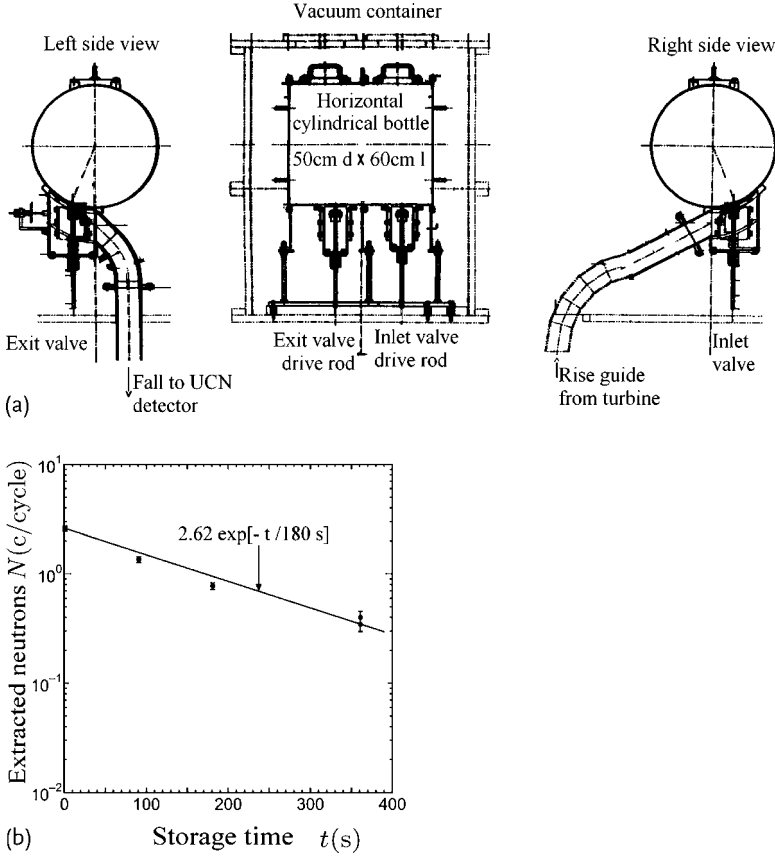 Vacuum container
Left side view
Right side view
Horizontal
cylindrical bottle
50cm d x 60cm l
Exit valve
Exit valve
drive rod
Inlet valve
drive rod
Inlet
valve
Fall to UCN
detector
Rise guide
from turbine
(a)
Extracted neutrons N(c/cycle)
10^1
10^0
10^-1
10^-2
2.62 exp[- t /180 s]
0
100
200
300
400
Storage time t(s)
(b)